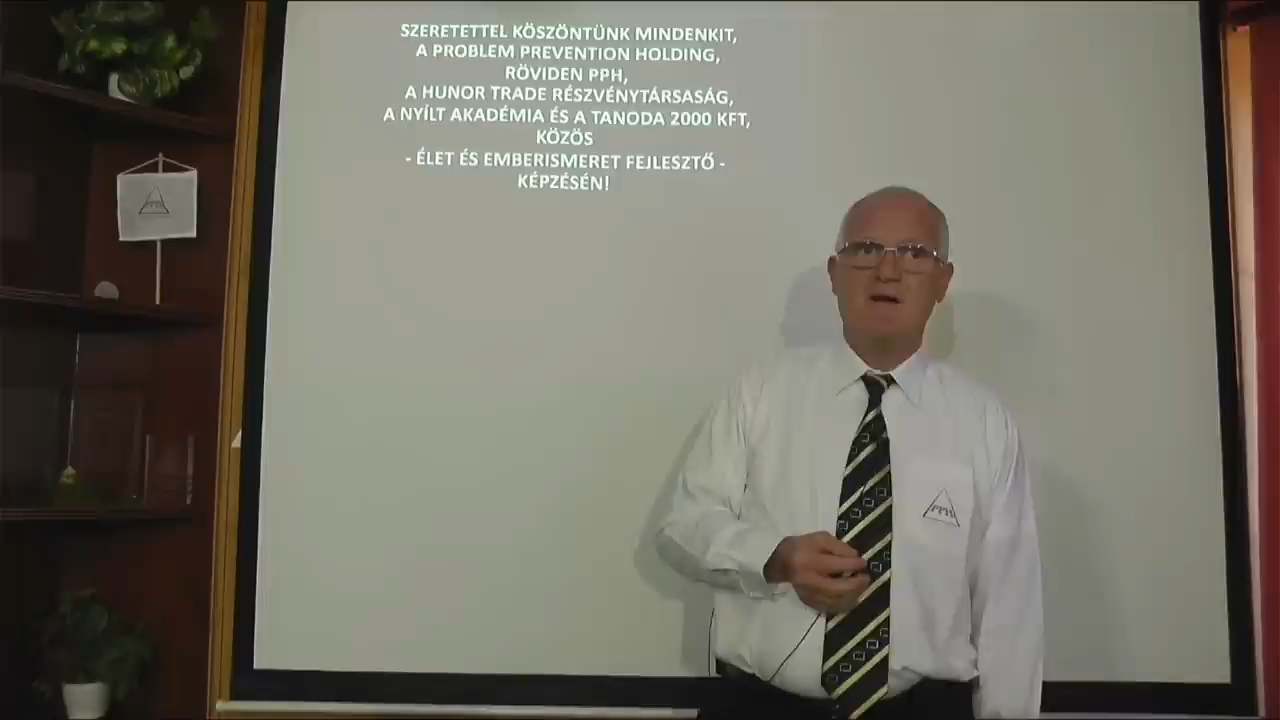 SZERETETTEL KÖSZÖNTÜNK MINDENKIT,
A PROBLEM PREVENTION HOLDING,
RÖVIDEN PPH,
A HUNOR TRADE RÉSZVÉNYTÁRSASÁG,
A NYÍLT AKADÉMIA ÉS A TANODA 2000 KFT,
KÖZÖS
- ÉLET ÉS EMBERISMERET FEJLESZTŐ -
KÉPZÉSÉN!